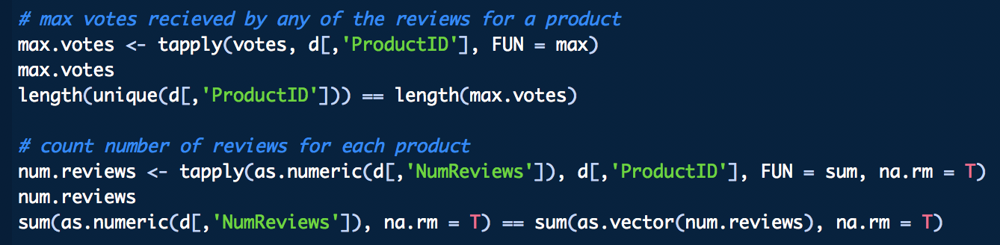 # max votes recieved by any of the reviews for a product
max.votes <- tapply(votes, d[,'ProductID'], FUN = max)
max.votes
length(unique(d[,'ProductID'])) == length(max.votes)
# count number of reviews for each product
num.reviews <- tapply(as.numeric(d[,'NumReviews']), d[,'ProductID'], FUN = sum, na.rm = T)
num.reviews
sum(as.numeric(d[,'NumReviews']), na.rm = T) == sum(as.vector(num.reviews), na.rm = T)